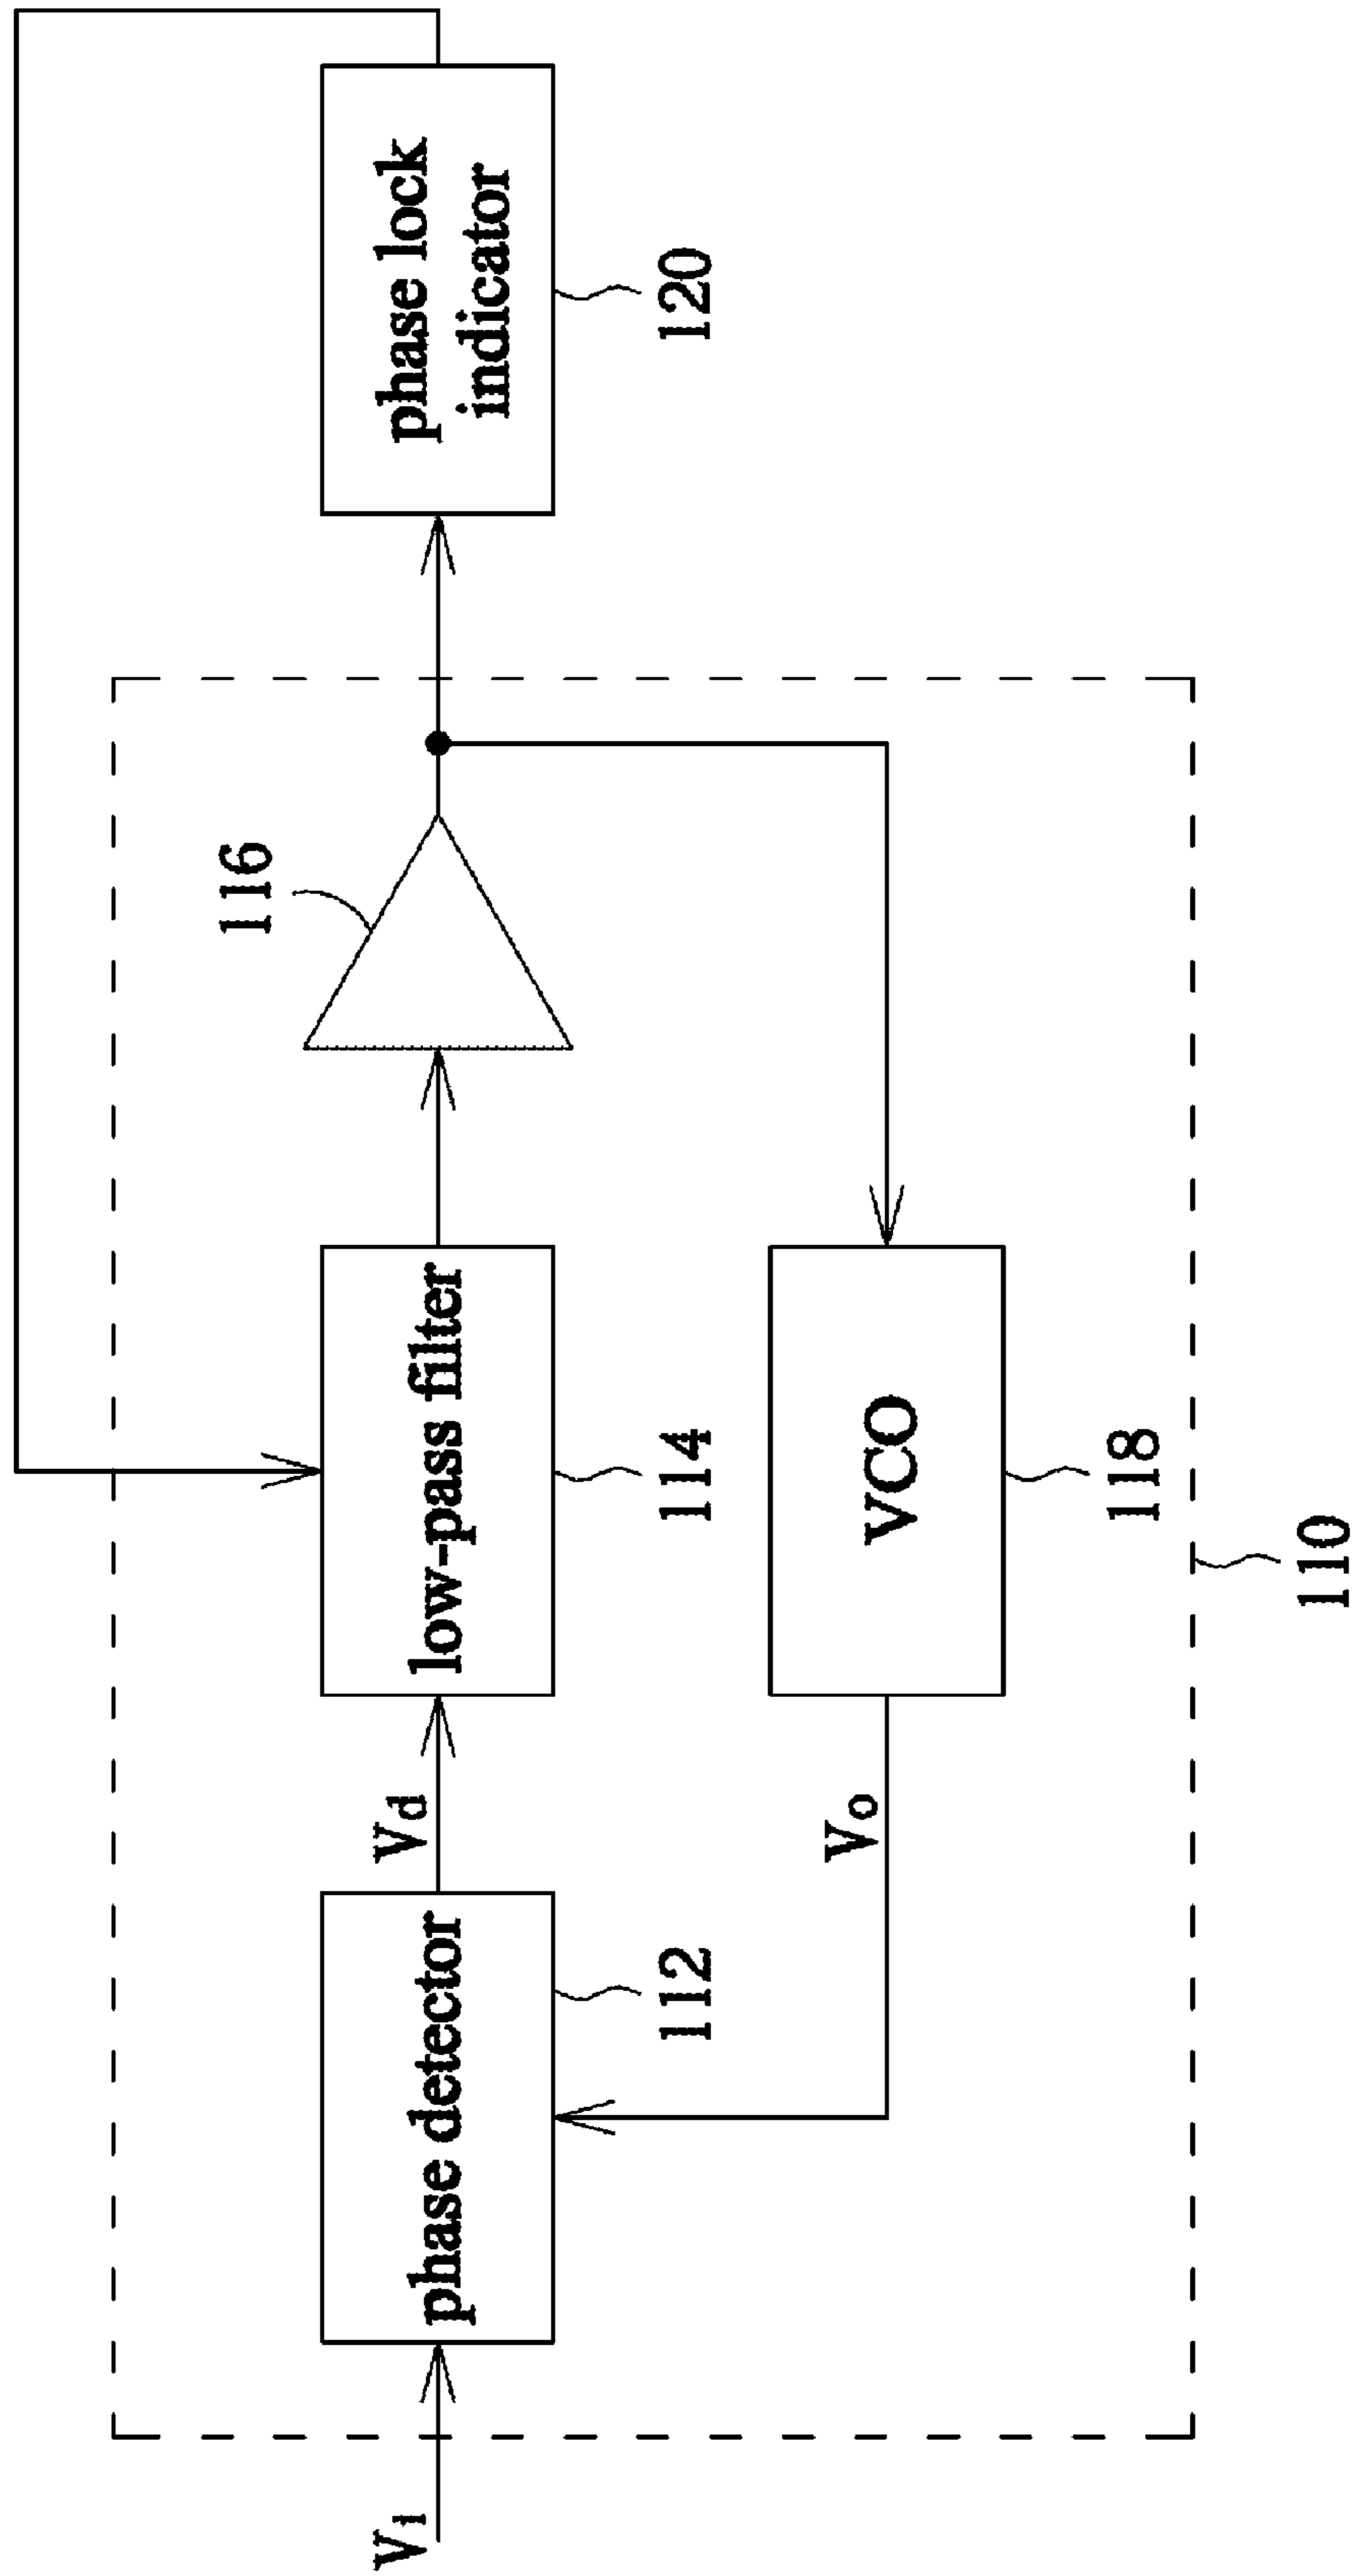 phase lock
indicator
120
116
low-pass filter
114
VCO
118
110
Vd
Vo
phase detector
112
Vi